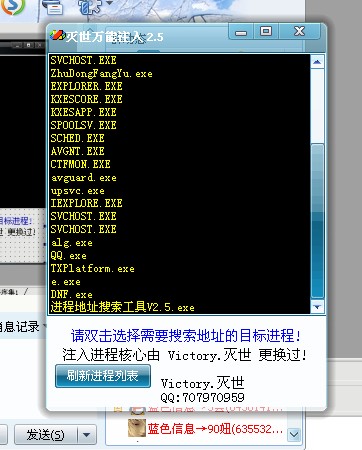 灭世万能注入 2.5
SVCHOST.EXE
ZhuDongFangYu.exe
EXPLORER.EXE
KXESCORE.EXE
KXESAPP.EXE
SPOOLSV.EXE
SCHED.EXE
AVGNT.EXE
CTFMON.EXE
avguard.exe
upsvc.exe
IEXPLORE.EXE
SVCHOST.EXE
SVCHOST.EXE
alg.exe
QQ.exe
TXPlatform.exe
e.exe
DNF.exe
进程地址搜索工具V2.5.exe
目标进程!
世 更换过!
请双击选择需要搜索地址的目标进程!
注入进程核心由 Victory.灭世 更换过!
息记录
刷新进程列表
Victory.灭世
QQ:707970959
发送(S)
蓝色信息→90妞(635532...